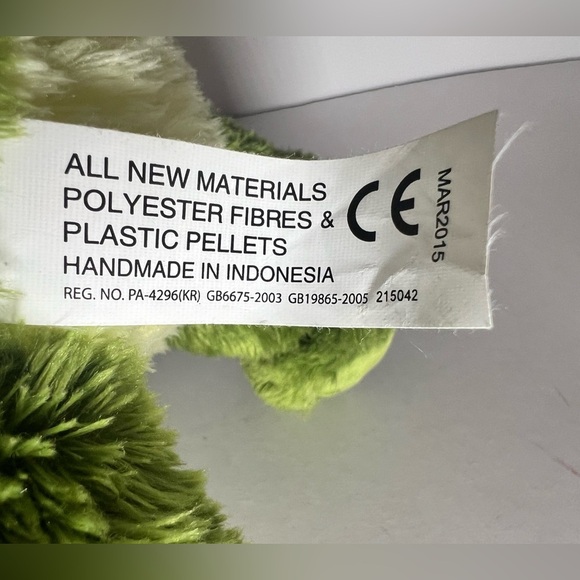 ALL NEW MATERIALS
POLYESTER FIBRES &
PLASTIC PELLETS
HANDMADE IN INDONESIA
REG. NO. PA-4296(KR) GB6675-2003 GB19865-2005 215042
CE
MAR2015